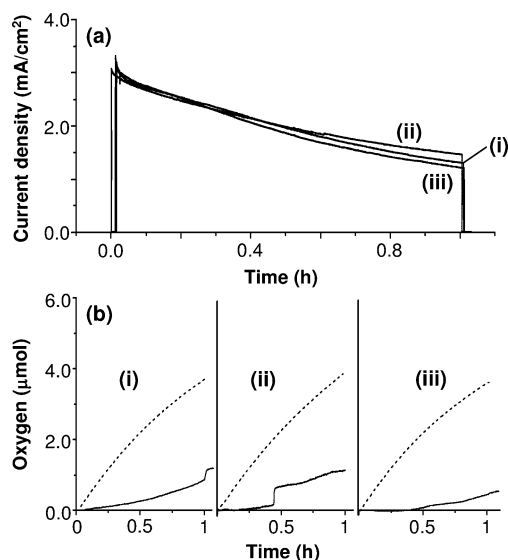 (a)
Current density (mA/cm²)
4.0
2.0
0.0
(ii)
(i)
(iii)
0.0
0.4
0.8
Time (h)
(b)
Oxygen (μmol)
6.0
4.0
2.0
0.0
(i)
(ii)
(iii)
0
0.5
1
0.5
1
0.5
1
Time (h)